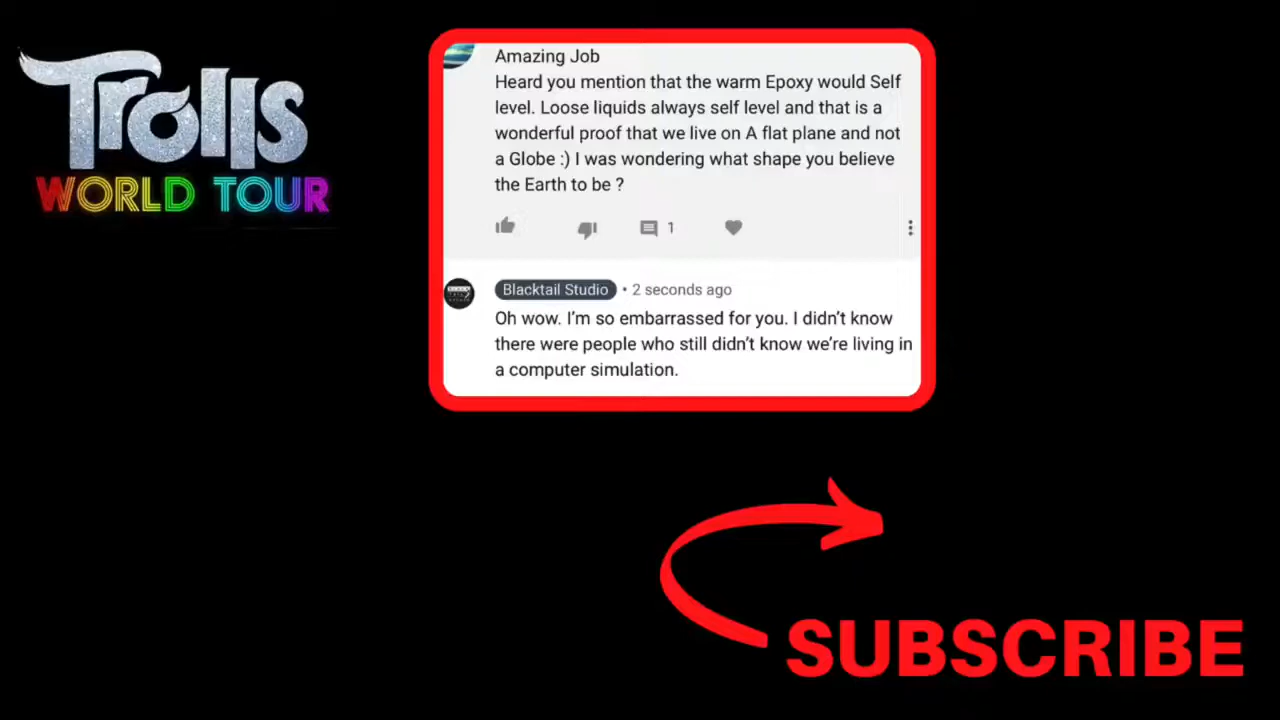 Trolls
WORLD TOUR
Amazing Job
Heard you mention that the warm Epoxy would Self
level. Loose liquids always self level and that is a
wonderful proof that we live on A flat plane and not
a Globe :) I was wondering what shape you believe
the Earth to be ?
1
Blacktail Studio • 2 seconds ago
Oh wow. I'm so embarrassed for you. I didn't know
there were people who still didn't know we're living in
a computer simulation.
SUBSCRIBE